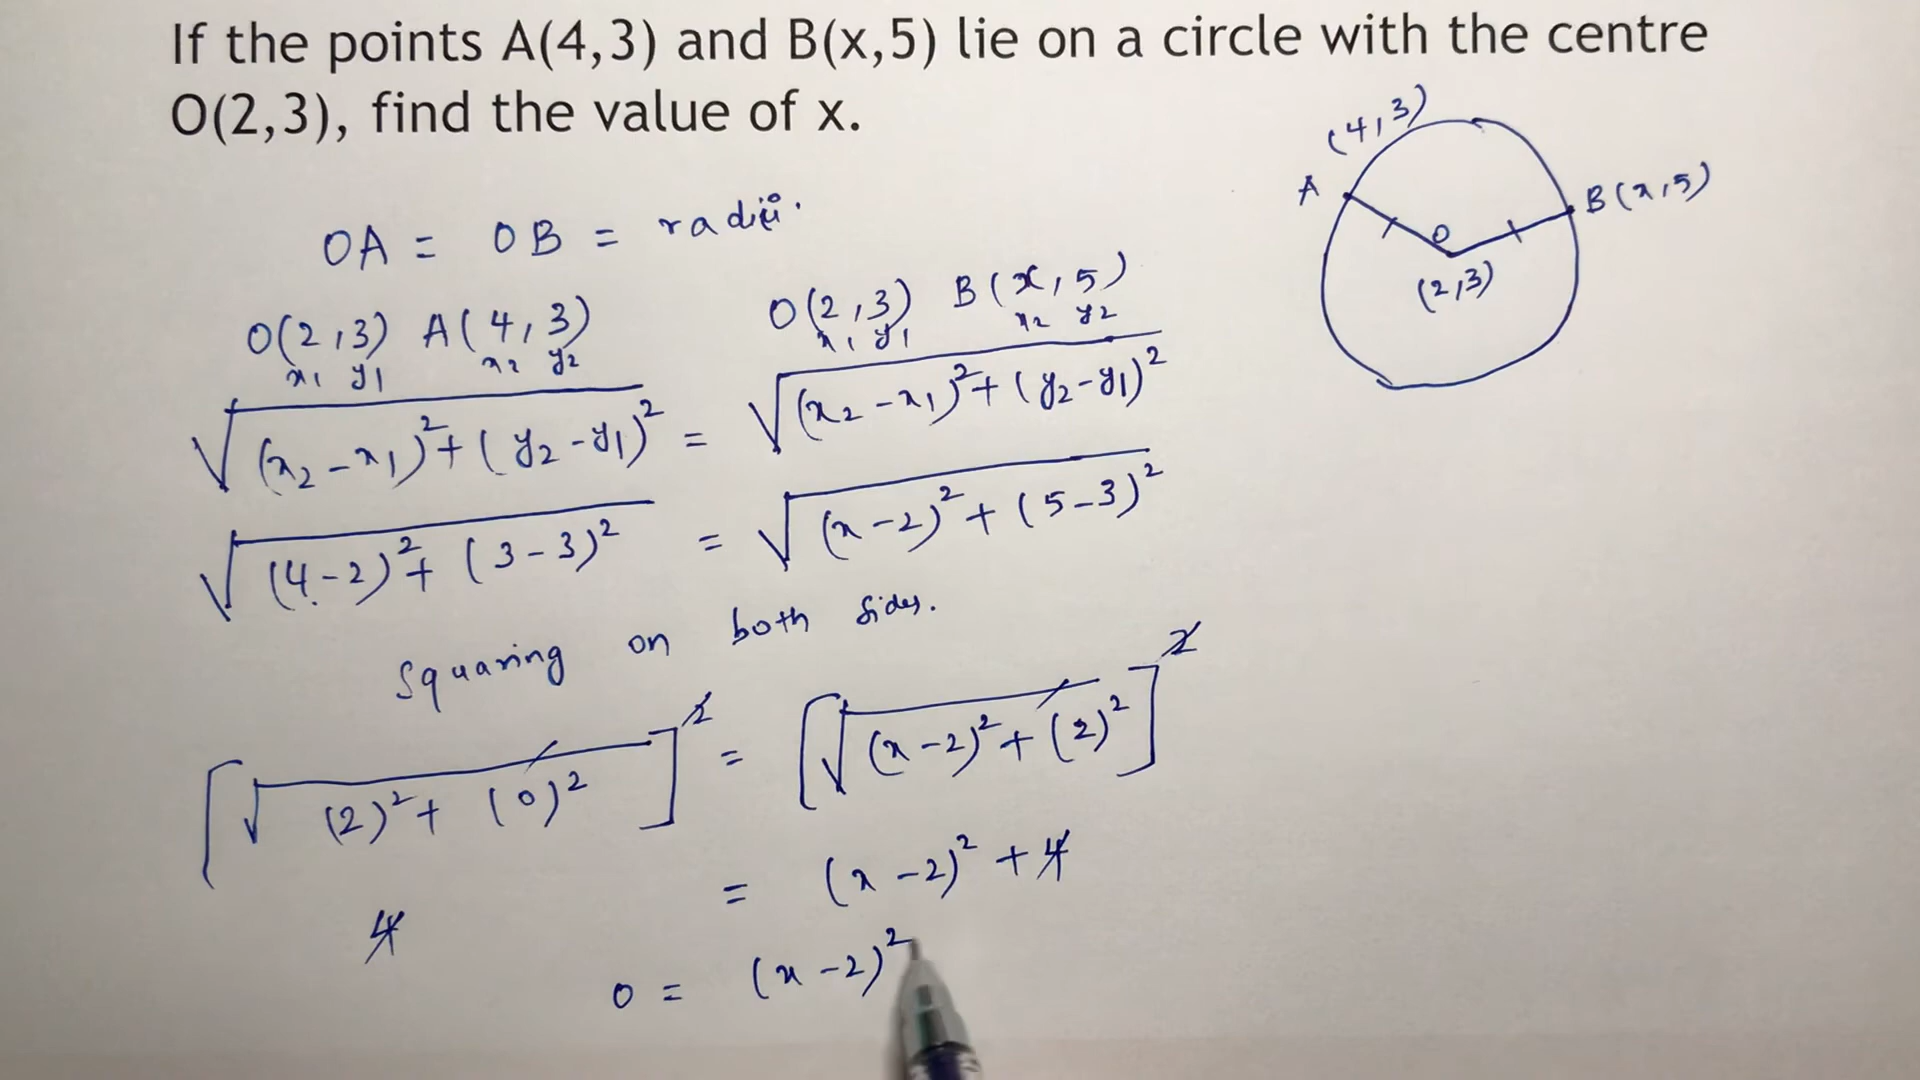 If the points A(4,3) and B(x,5) lie on a circle with the centre
O(2,3), find the value of x.
(4,3)
A
B(x,5)
O
(2,3)
OA = OB = radii.
O(2,3) A(4,3) O(2,3) B(x,5)
x₁ y₁ x₂ y₂ x₁ y₁ x₂ y₂
√(x₂-x₁)²+(y₂-y₁)² = √(x₂-x₁)²+(y₂-y₁)²
√(4-2)²+(3-3)² = √(x-2)²+(5-3)²
Squaring on both sides.
[√(2)²+(0)²]² = [√(x-2)²+(2)²]²
4 = (x-2)²+4
0 = (x-2)²